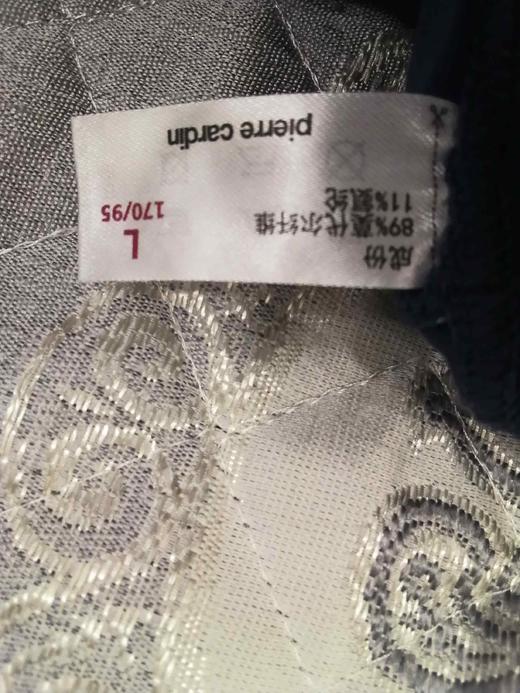 成份
89%莫代尔纤维
11%氨纶
L
170/95
pierre cardin